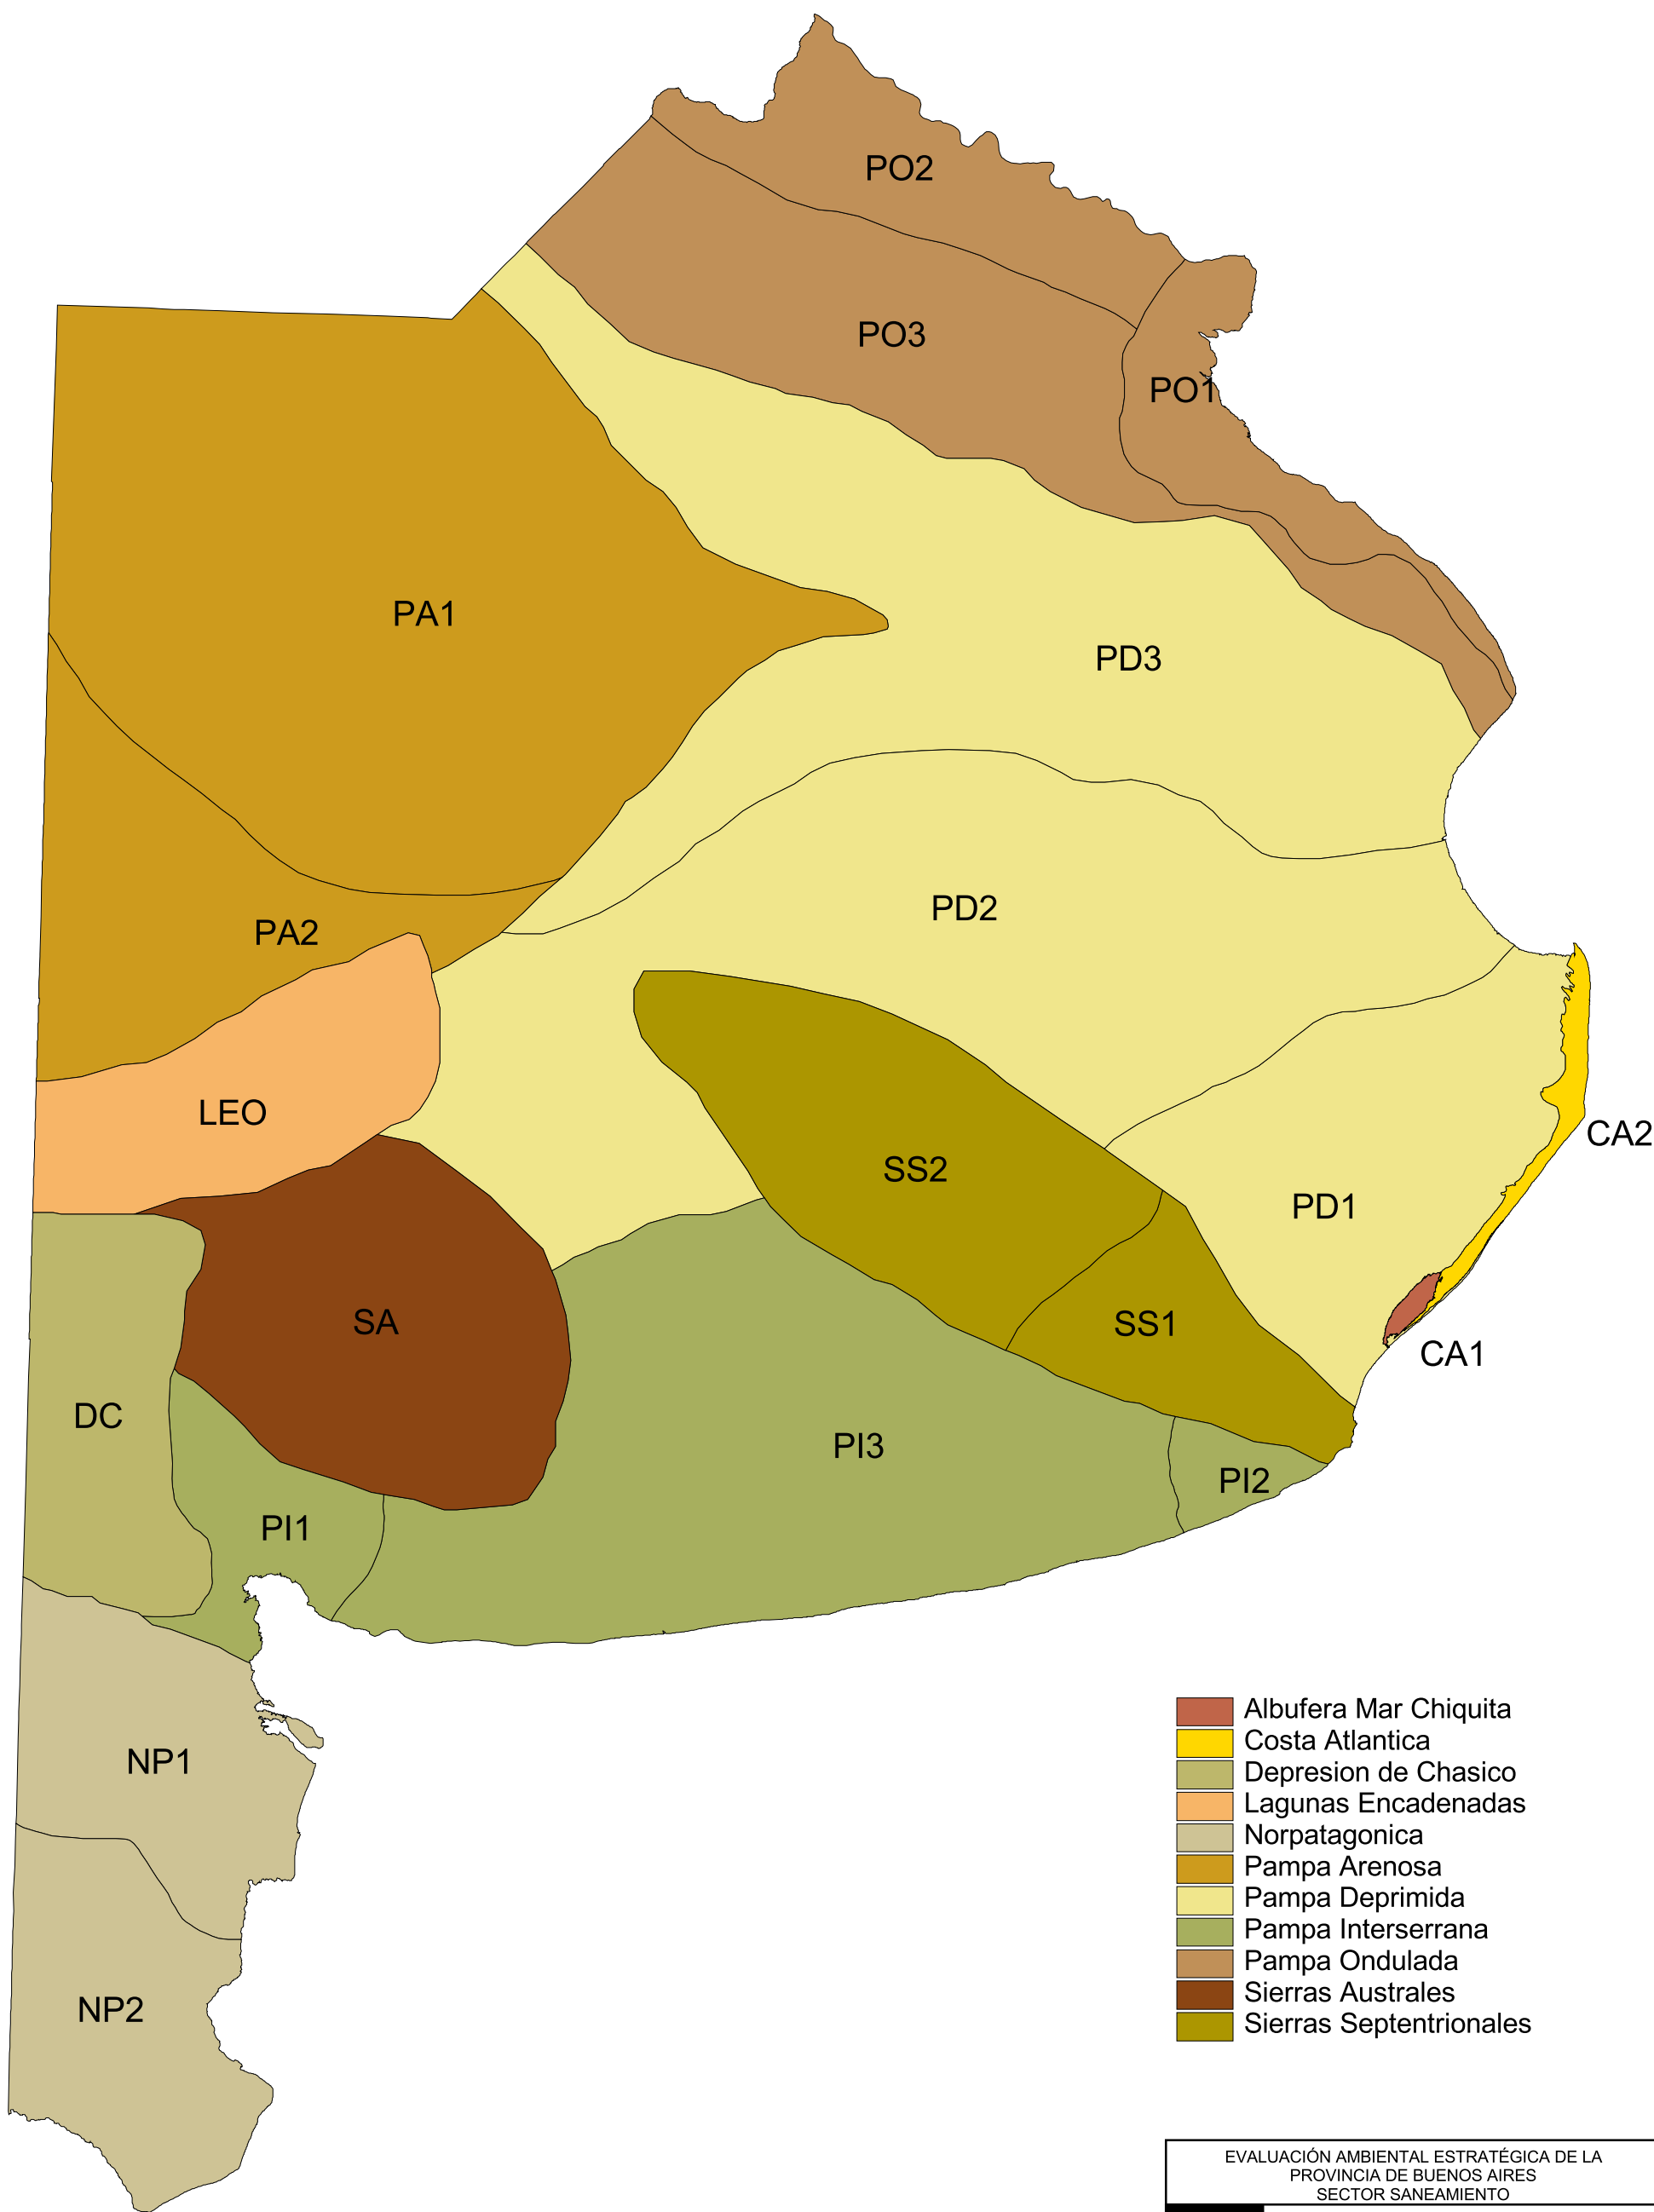 PO2
PO3
PO1
PA1
PD3
PD2
PA2
LEO
CA2
SS2
PD1
SA
SS1
CA1
DC
PI3
PI2
PI1
NP1
NP2
Albufera Mar Chiquita
Costa Atlantica
Depresion de Chasico
Lagunas Encadenadas
Norpatagonica
Pampa Arenosa
Pampa Deprimida
Pampa Interserrana
Pampa Ondulada
Sierras Australes
Sierras Septentrionales
EVALUACIÓN AMBIENTAL ESTRATÉGICA DE LA
PROVINCIA DE BUENOS AIRES
SECTOR SANEAMIENTO